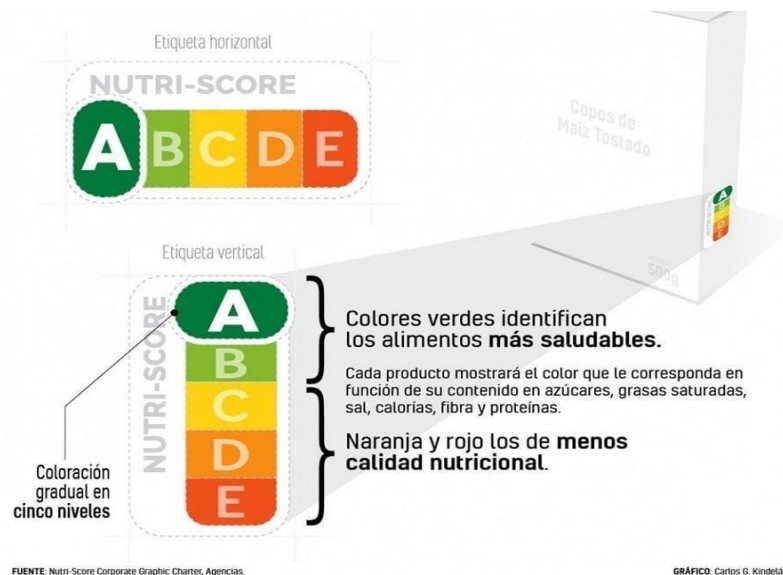 Etiqueta horizontal
NUTRI-SCORE
A B C D E
Copos de
Maíz Tostado
Etiqueta vertical
NUTRI-SCORE
A
B
C
D
E
NUTRI-SCORE
A
B
C
D
E
500g
Colores verdes identifican
los alimentos más saludables.
Cada producto mostrará el color que le corresponda en
función de su contenido en azúcares, grasas saturadas,
sal, calorías, fibra y proteínas.
Naranja y rojo los de menos
calidad nutricional.
Coloración
gradual en
cinco niveles
FUENTE: Nutri-Score Corporate Graphic Charter, Agencias.
GRÁFICO: Carlos G. Kindelá